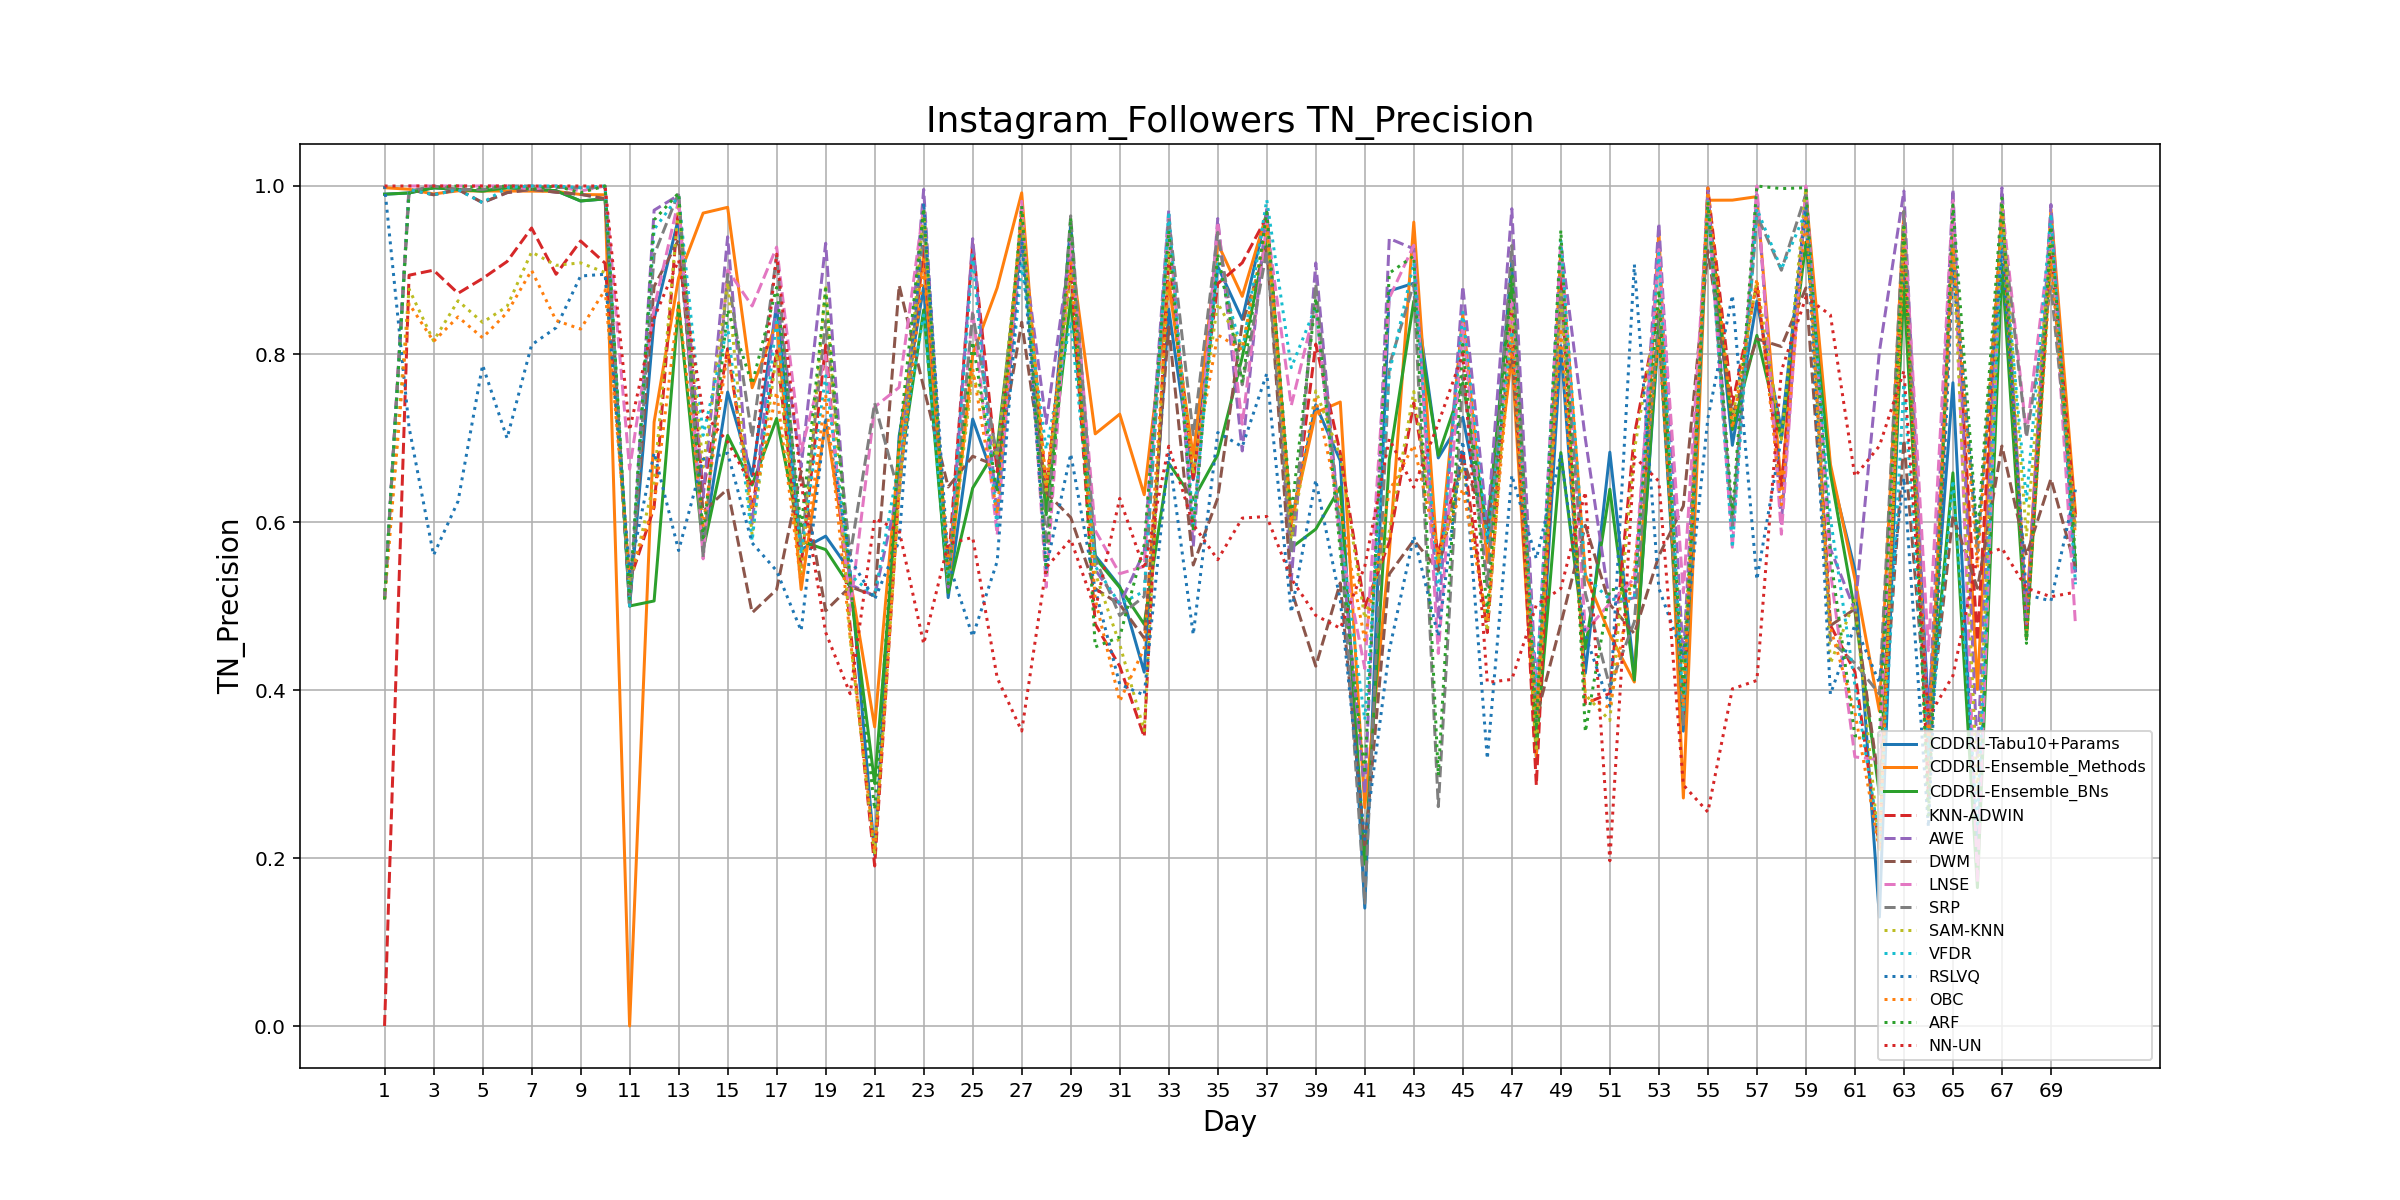 Instagram_Followers TN_Precision
TN_Precision
1.0
0.8
0.6
0.4
0.2
0.0
CDDRL-Tabu10+Params
CDDRL-Ensemble_Methods
CDDRL-Ensemble_BNs
KNN-ADWIN
AWE
DWM
LNSE
SRP
SAM-KNN
VFDR
RSLVQ
OBC
ARF
NN-UN
1 3 5 7 9 11 13 15 17 19 21 23 25 27 29 31 33 35 37 39 41 43 45 47 49 51 53 55 57 59 61 63 65 67 69
Day